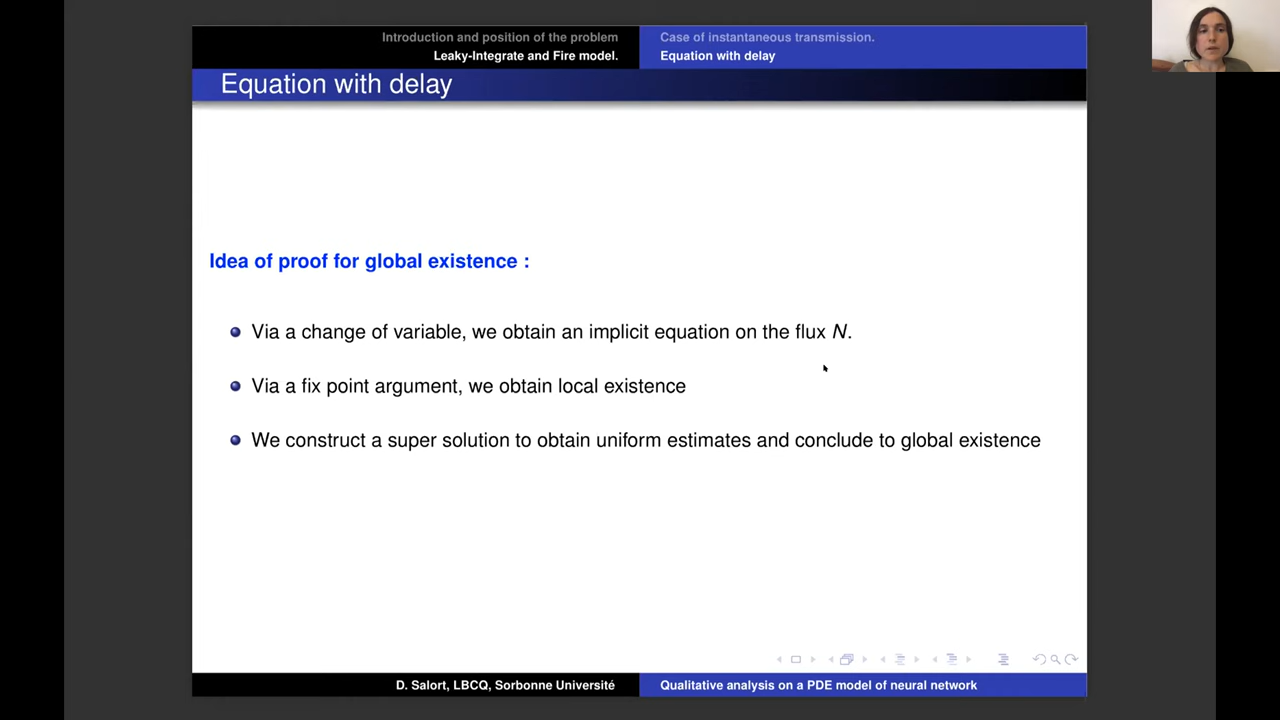 Introduction and position of the problem
Leaky-Integrate and Fire model.
Case of instantaneous transmission.
Equation with delay
Equation with delay
Idea of proof for global existence :
Via a change of variable, we obtain an implicit equation on the flux N.
Via a fix point argument, we obtain local existence
We construct a super solution to obtain uniform estimates and conclude to global existence
D. Salort, LBCQ, Sorbonne Université
Qualitative analysis on a PDE model of neural network